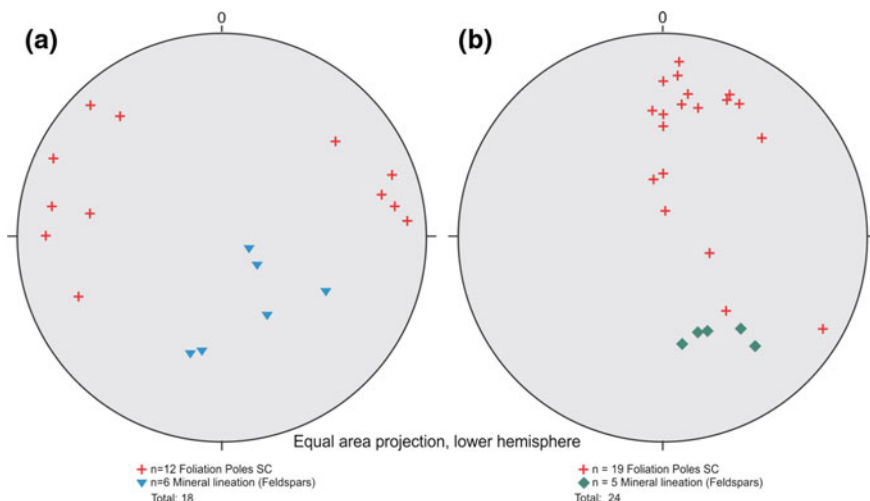 (a)
0
(b)
0
Equal area projection, lower hemisphere
n=12 Foliation Poles SC
n=6 Mineral lineation (Feldspars)
Total: 18
n = 19 Foliation Poles SC
n = 5 Mineral lineation (Feldspars)
Total: 24